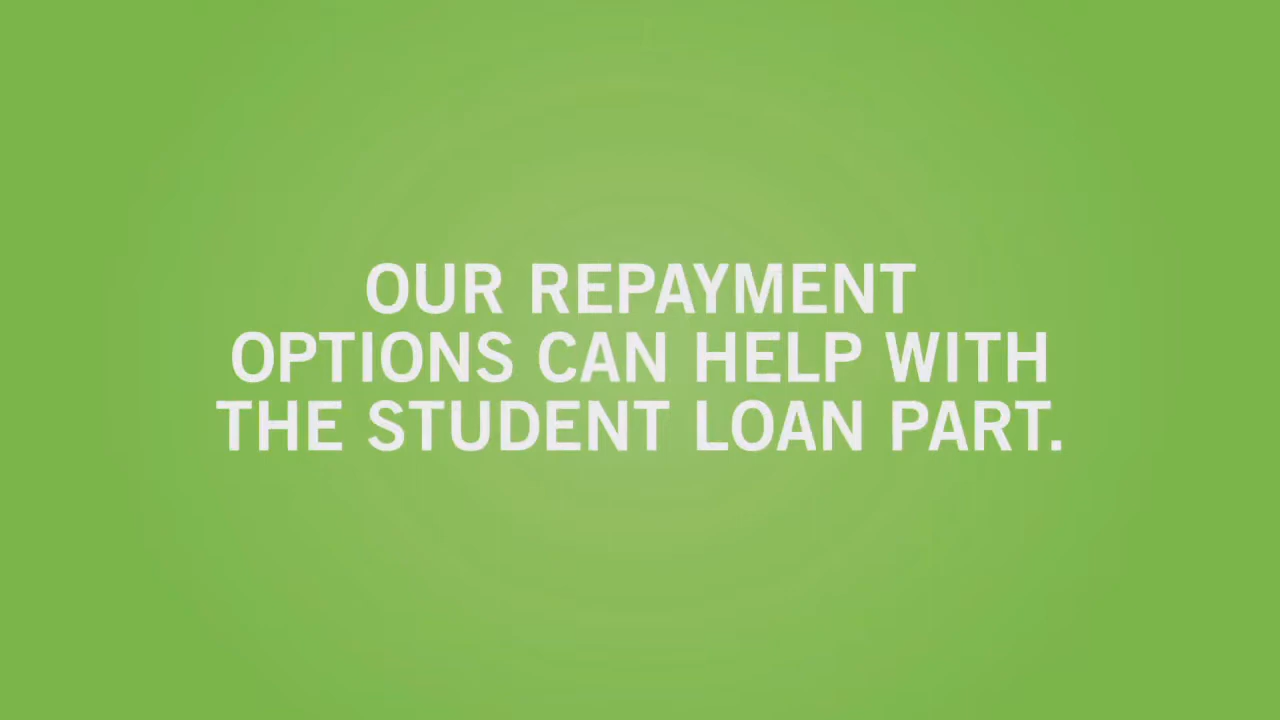 OUR REPAYMENT
OPTIONS CAN HELP WITH
THE STUDENT LOAN PART.